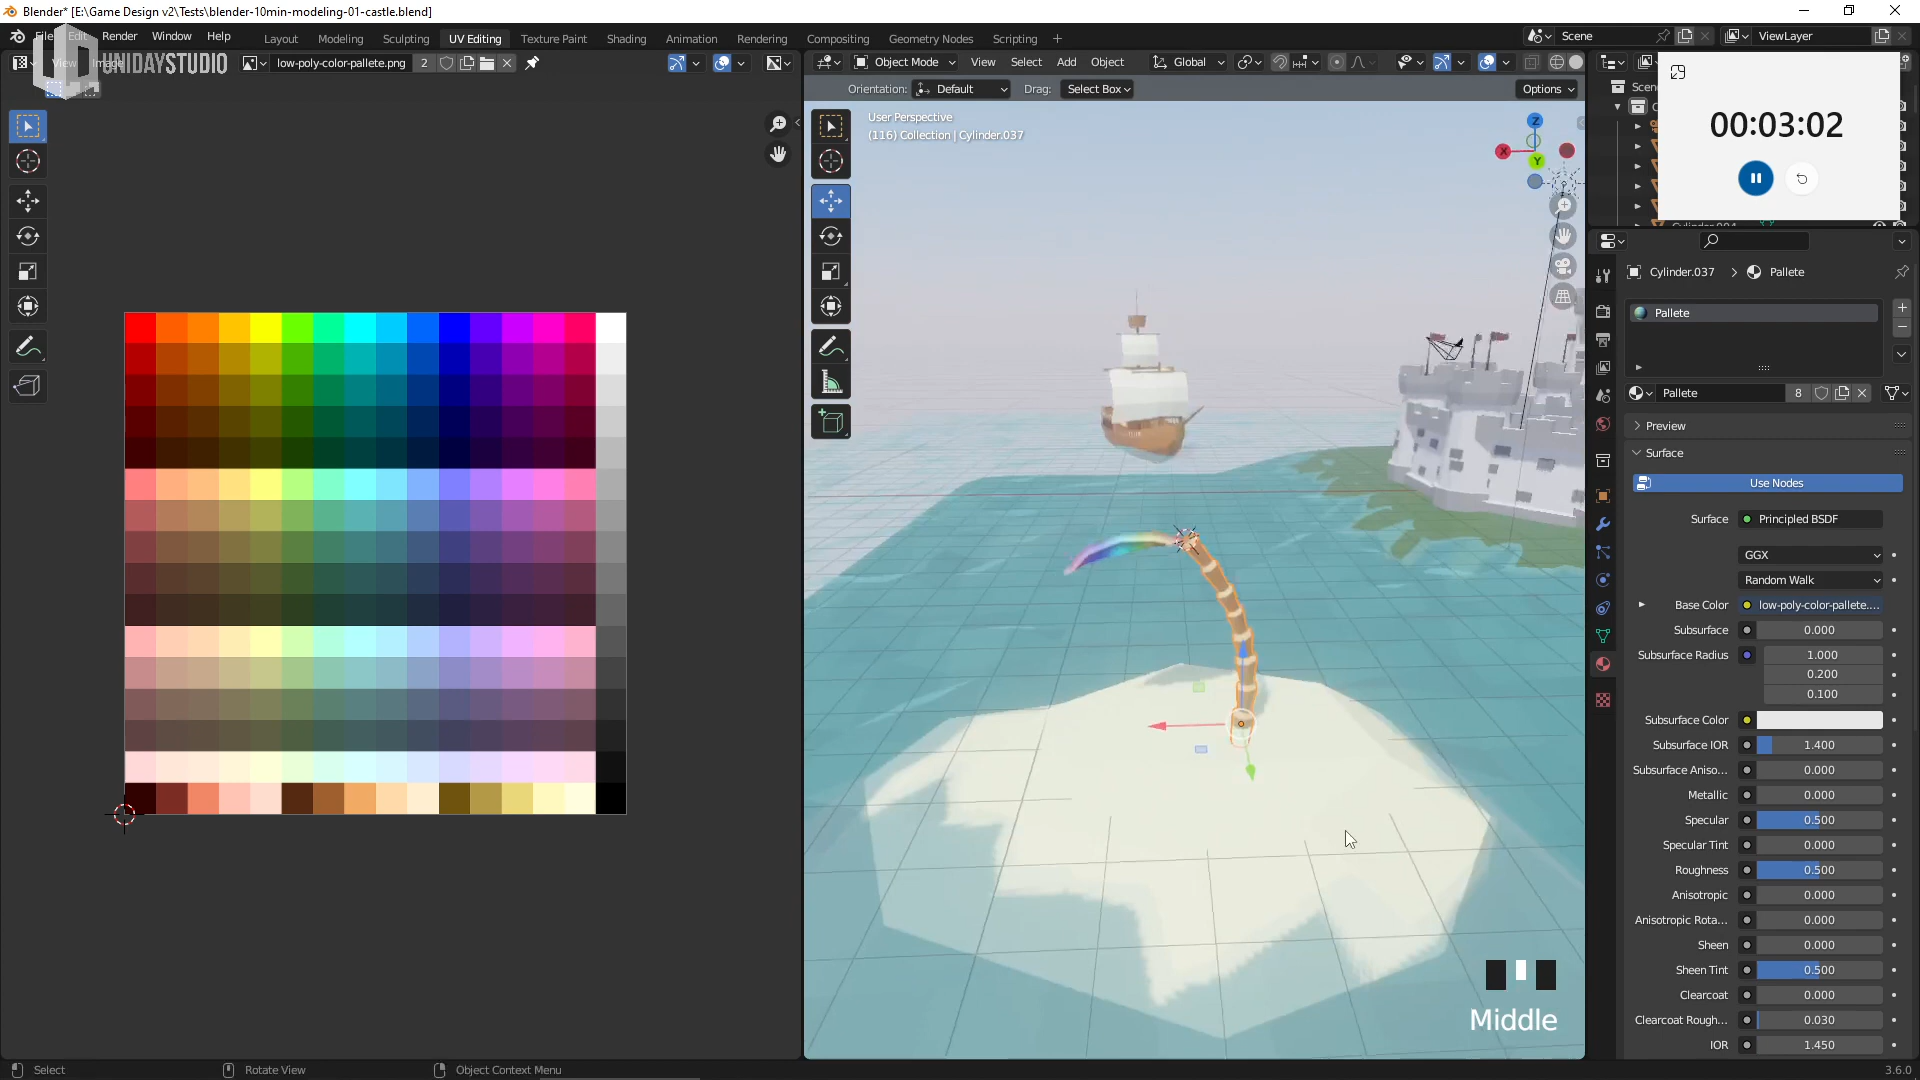 Blender* [E:\Game Design v2\Tests\blender-10min-modeling-01-castle.blend]
File Edit Render Window Help
Layout Modeling Sculpting UV Editing Texture Paint Shading Animation Rendering Compositing Geometry Nodes Scripting +
Scene
ViewLayer
UNIDAYSTUDIO
View Image
low-poly-color-pallete.png 2
Object Mode View Select Add Object Global
Orientation: Default Drag: Select Box Options
User Perspective
(116) Collection | Cylinder.037
Z
X
Y
00:03:02
Cylinder.037 > Pallete
Pallete
Pallete 8
Preview
Surface
Use Nodes
Surface Principled BSDF
GGX
Random Walk
Base Color low-poly-color-pallete....
Subsurface 0.000
Subsurface Radius 1.000
0.200
0.100
Subsurface Color
Subsurface IOR 1.400
Subsurface Aniso... 0.000
Metallic 0.000
Specular 0.500
Specular Tint 0.000
Roughness 0.500
Anisotropic 0.000
Anisotropic Rota... 0.000
Sheen 0.000
Sheen Tint 0.500
Clearcoat 0.000
Clearcoat Rough... 0.030
IOR 1.450
Middle
Select Rotate View Object Context Menu 3.6.0